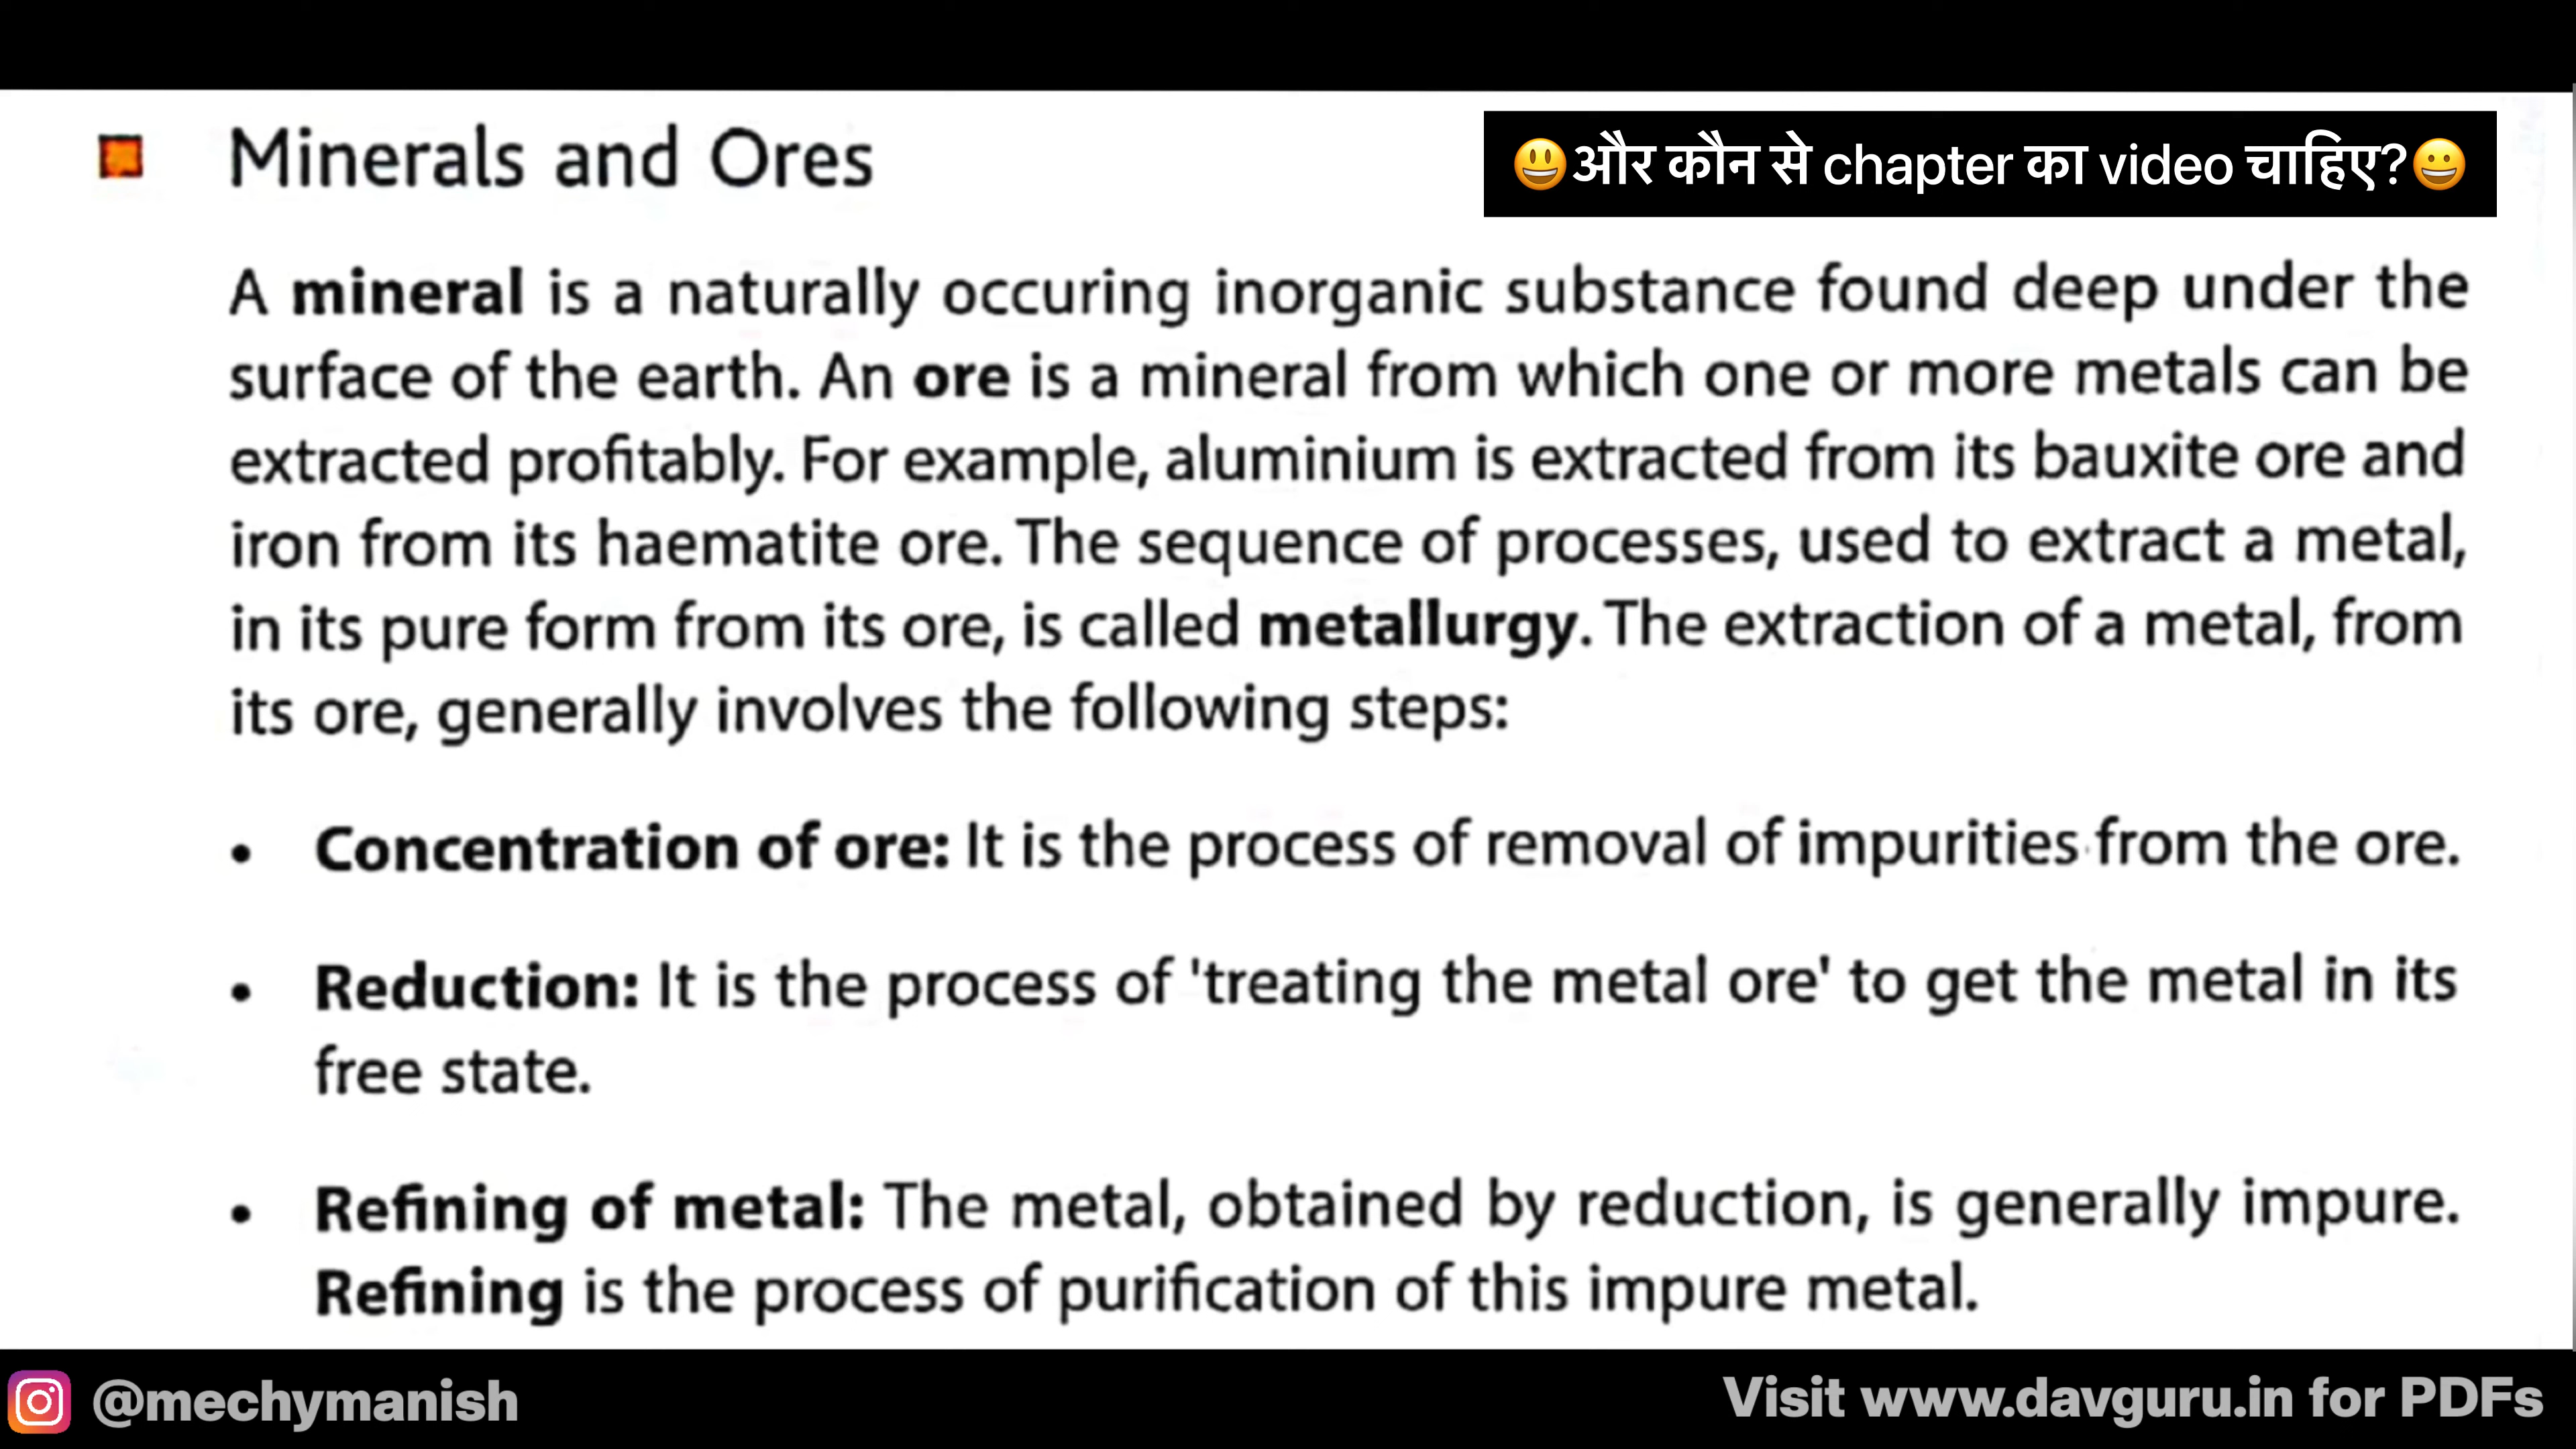 Minerals and Ores
😃और कौन से chapter का video चाहिए?😀
A mineral is a naturally occuring inorganic substance found deep under the
surface of the earth. An ore is a mineral from which one or more metals can be
extracted profitably. For example, aluminium is extracted from its bauxite ore and
iron from its haematite ore. The sequence of processes, used to extract a metal,
in its pure form from its ore, is called metallurgy. The extraction of a metal, from
its ore, generally involves the following steps:
• Concentration of ore: It is the process of removal of impurities from the ore.
• Reduction: It is the process of 'treating the metal ore' to get the metal in its
free state.
• Refining of metal: The metal, obtained by reduction, is generally impure.
Refining is the process of purification of this impure metal.
@mechymanish
Visit www.davguru.in for PDFs